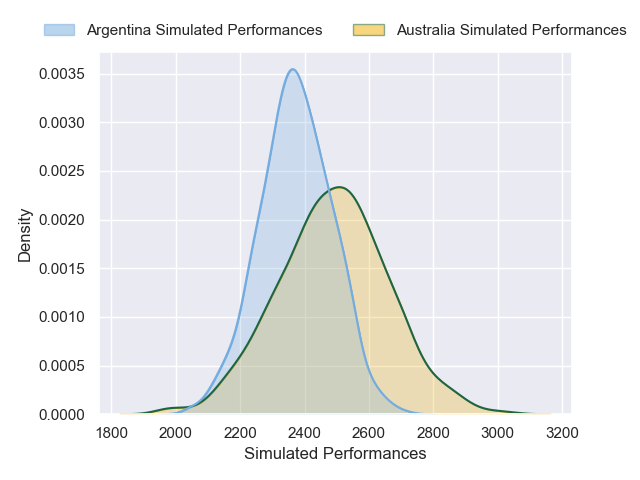 Argentina Simulated Performances Australia Simulated Performances
0.0035
0.0030
0.0025
0.0020
0.0015
0.0010
0.0005
0.0000
Density
1800 2000 2200 2400 2600 2800 3000 3200
Simulated Performances